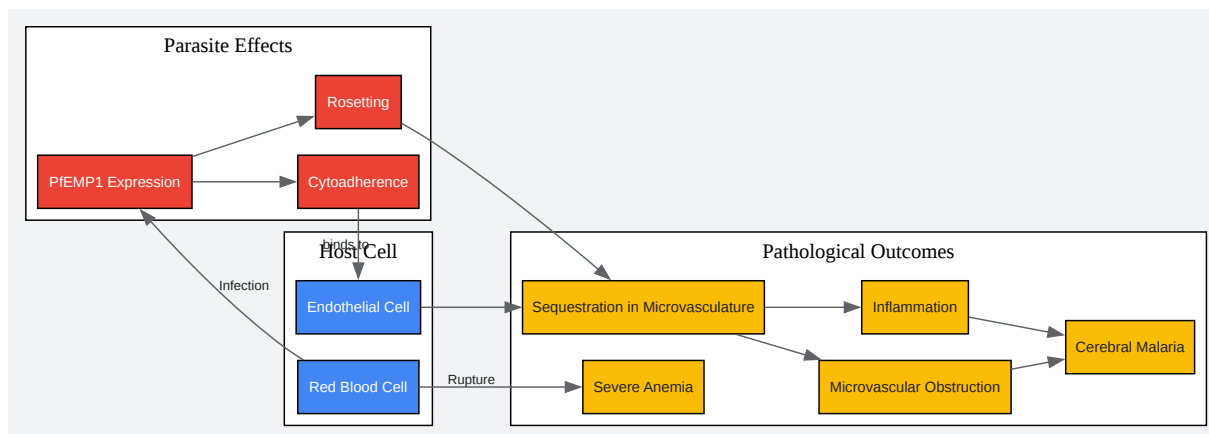 Parasite Effects
Rosetting
PfEMP1 Expression
Cytoadherence
binds to
Host Cell
Pathological Outcomes
Infection
Endothelial Cell
Sequestration in Microvasculature
Inflammation
Cerebral Malaria
Red Blood Cell
Rupture
Severe Anemia
Microvascular Obstruction